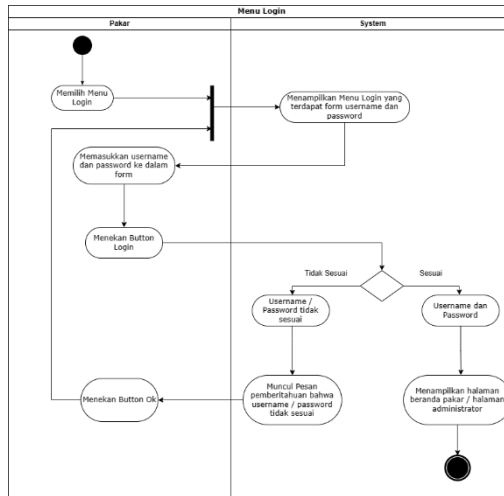 Menu Login
Pakar
System
Memilih Menu
Login
Menampilkan Menu Login yang
terdapat form username dan
password
Memasukkan username
dan password ke dalam
form
Menekan Button
Login
Tidak Sesuai
Sesuai
Username /
Password tidak
sesuai
Username dan
Password
Menekan Button Ok
Muncul Pesan
pemberitahuan bahwa
username / password
tidak sesuai
Menampilkan halaman
beranda pakar / halaman
administrator